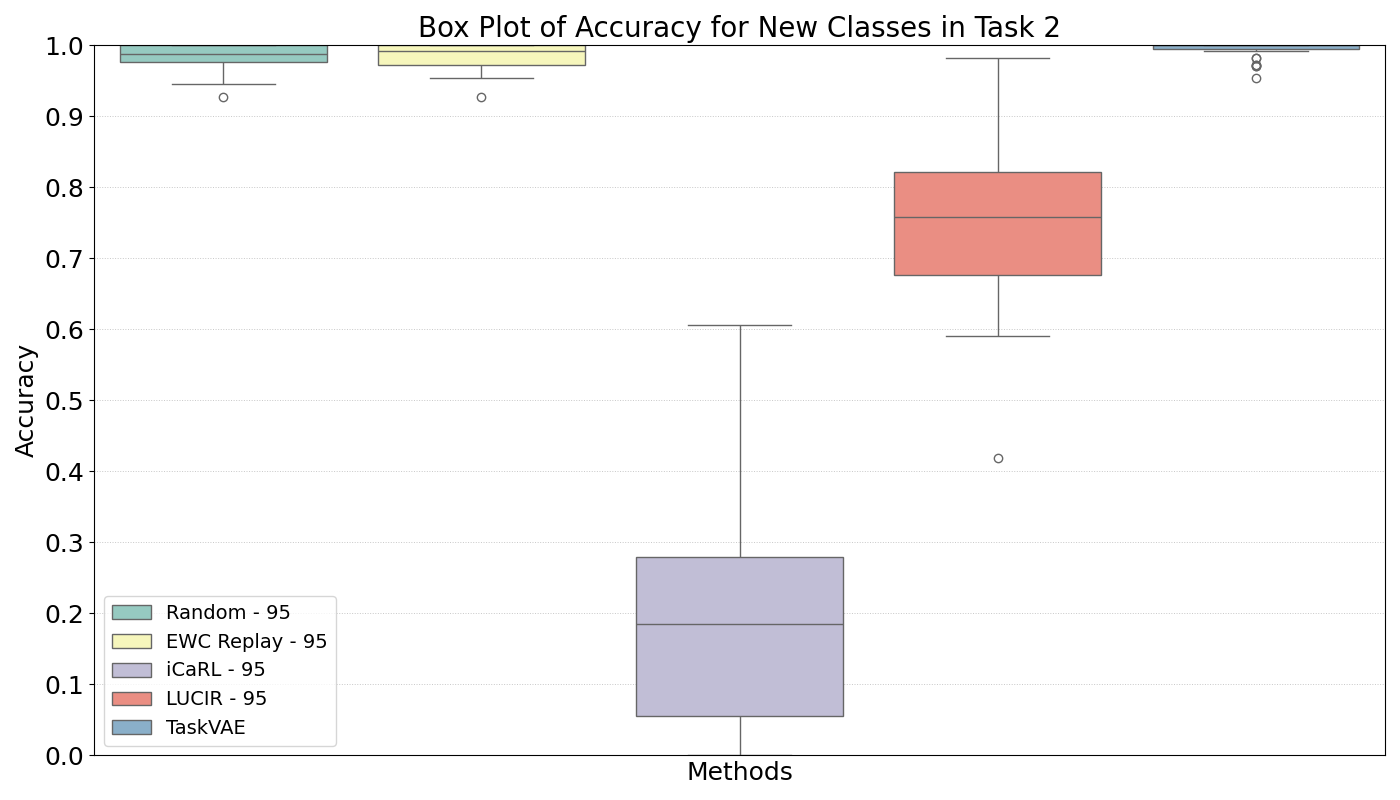 Box Plot of Accuracy for New Classes in Task 2
1.0
0.9
0.8
0.7
0.6
0.5
0.4
0.3
0.2
0.1
0.0
Accuracy
Random - 95
EWC Replay - 95
iCaRL - 95
LUCIR - 95
TaskVAE
Methods